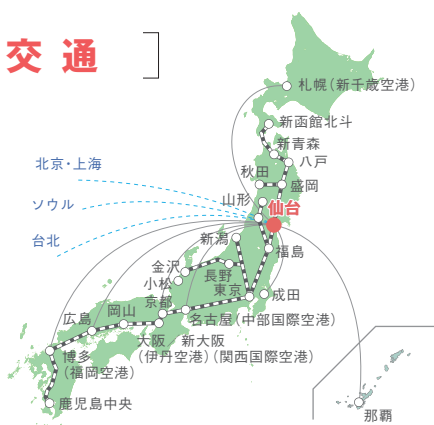 交通
札幌（新千歳空港）
新函館北斗
新青森
八戸
秋田
盛岡
北京・上海
山形
仙台
ソウル
台北
新潟
福島
金沢
長野
小松
東京
成田
京都
岡山
広島
名古屋（中部国際空港）
大阪
（伊丹空港）
新大阪
（関西国際空港）
博多
（福岡空港）
鹿児島中央
那覇